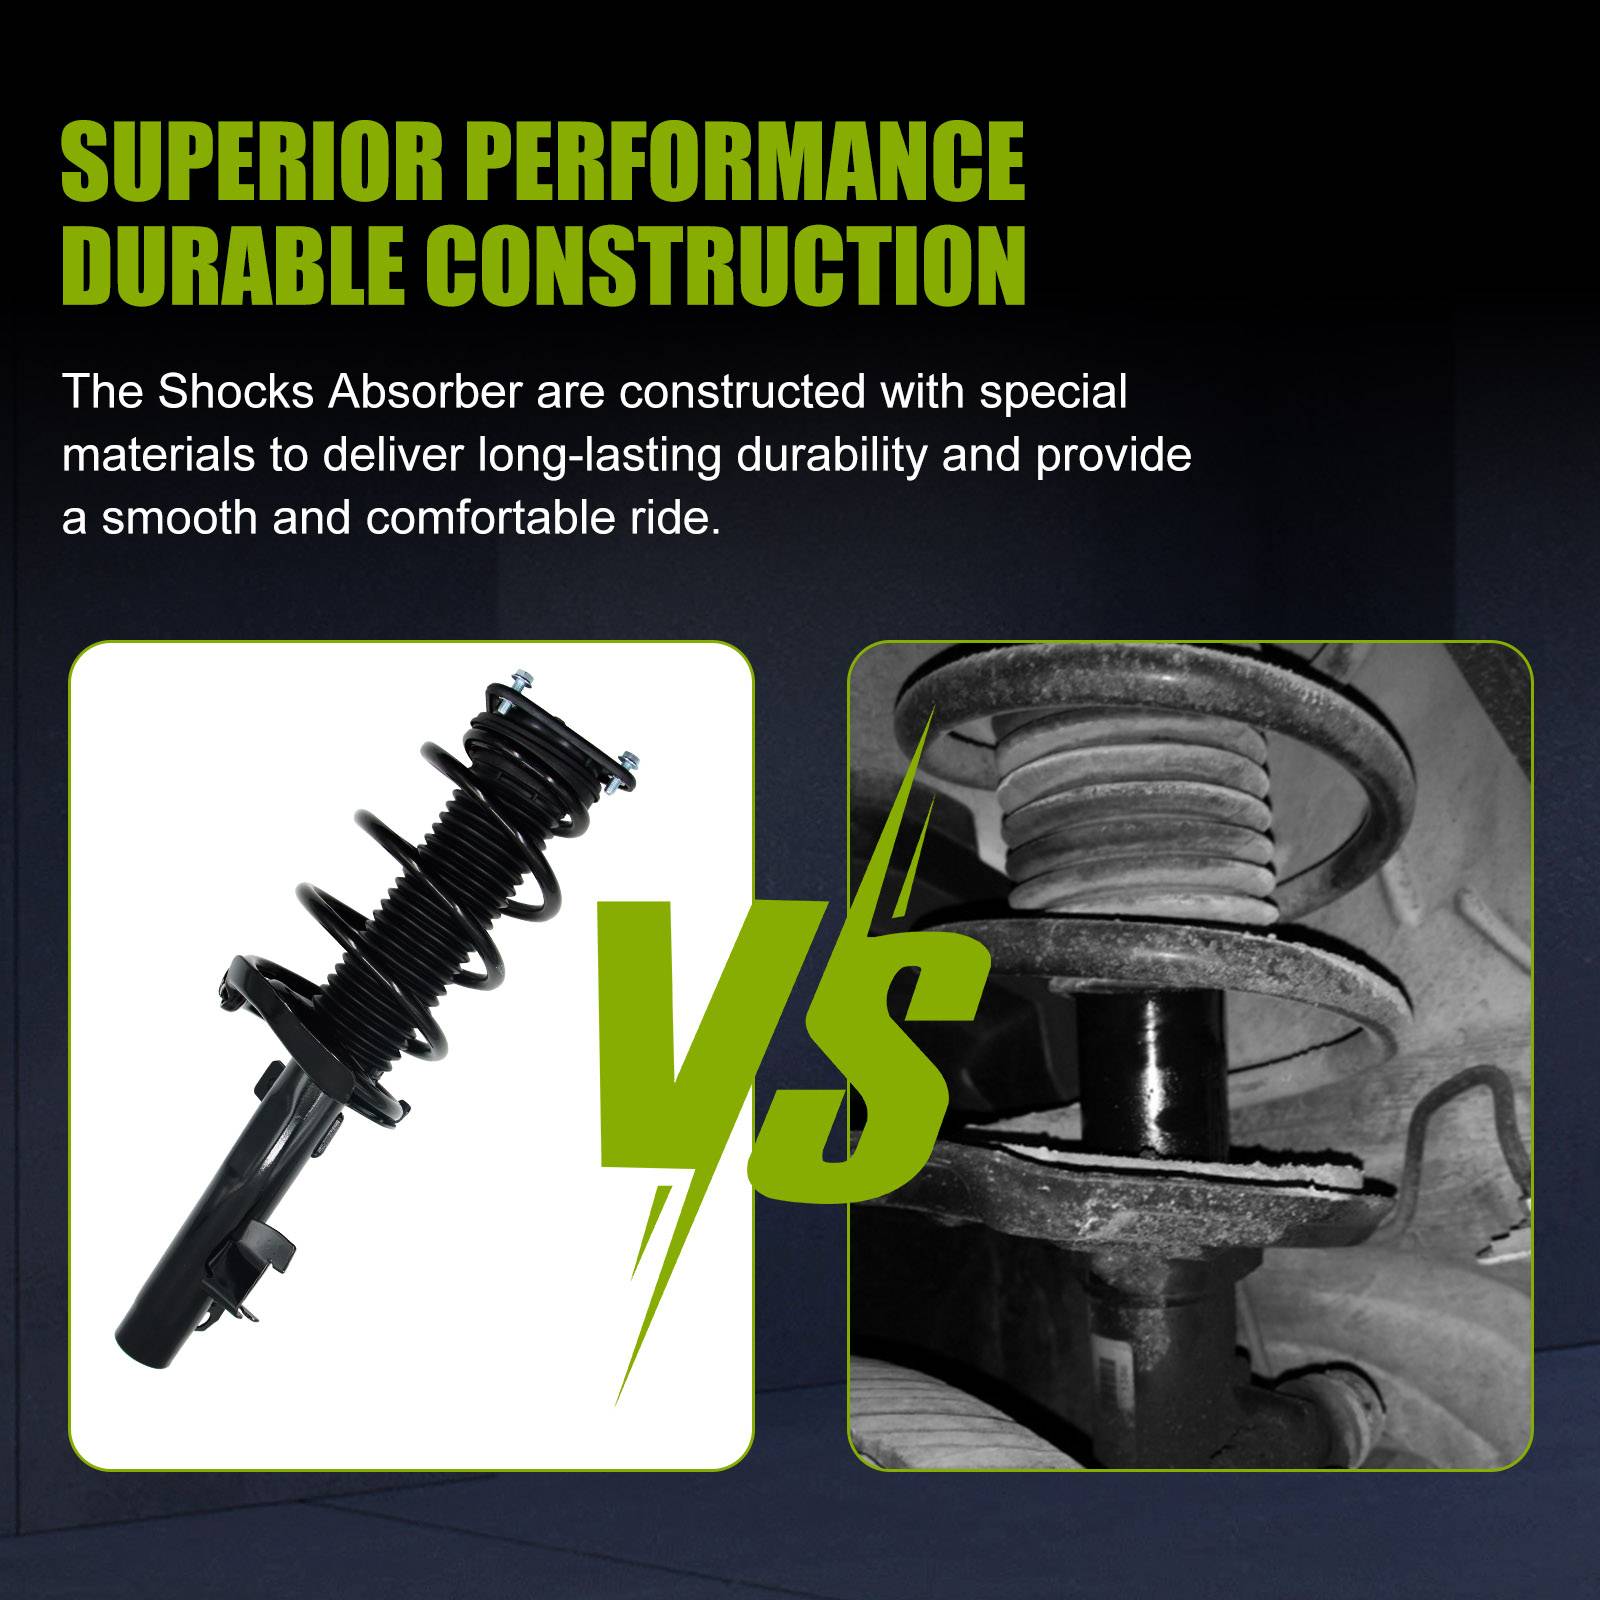 SUPERIOR PERFORMANCE
DURABLE CONSTRUCTION
The Shocks Absorber are constructed with special
materials to deliver long-lasting durability and provide
a smooth and comfortable ride.
VS